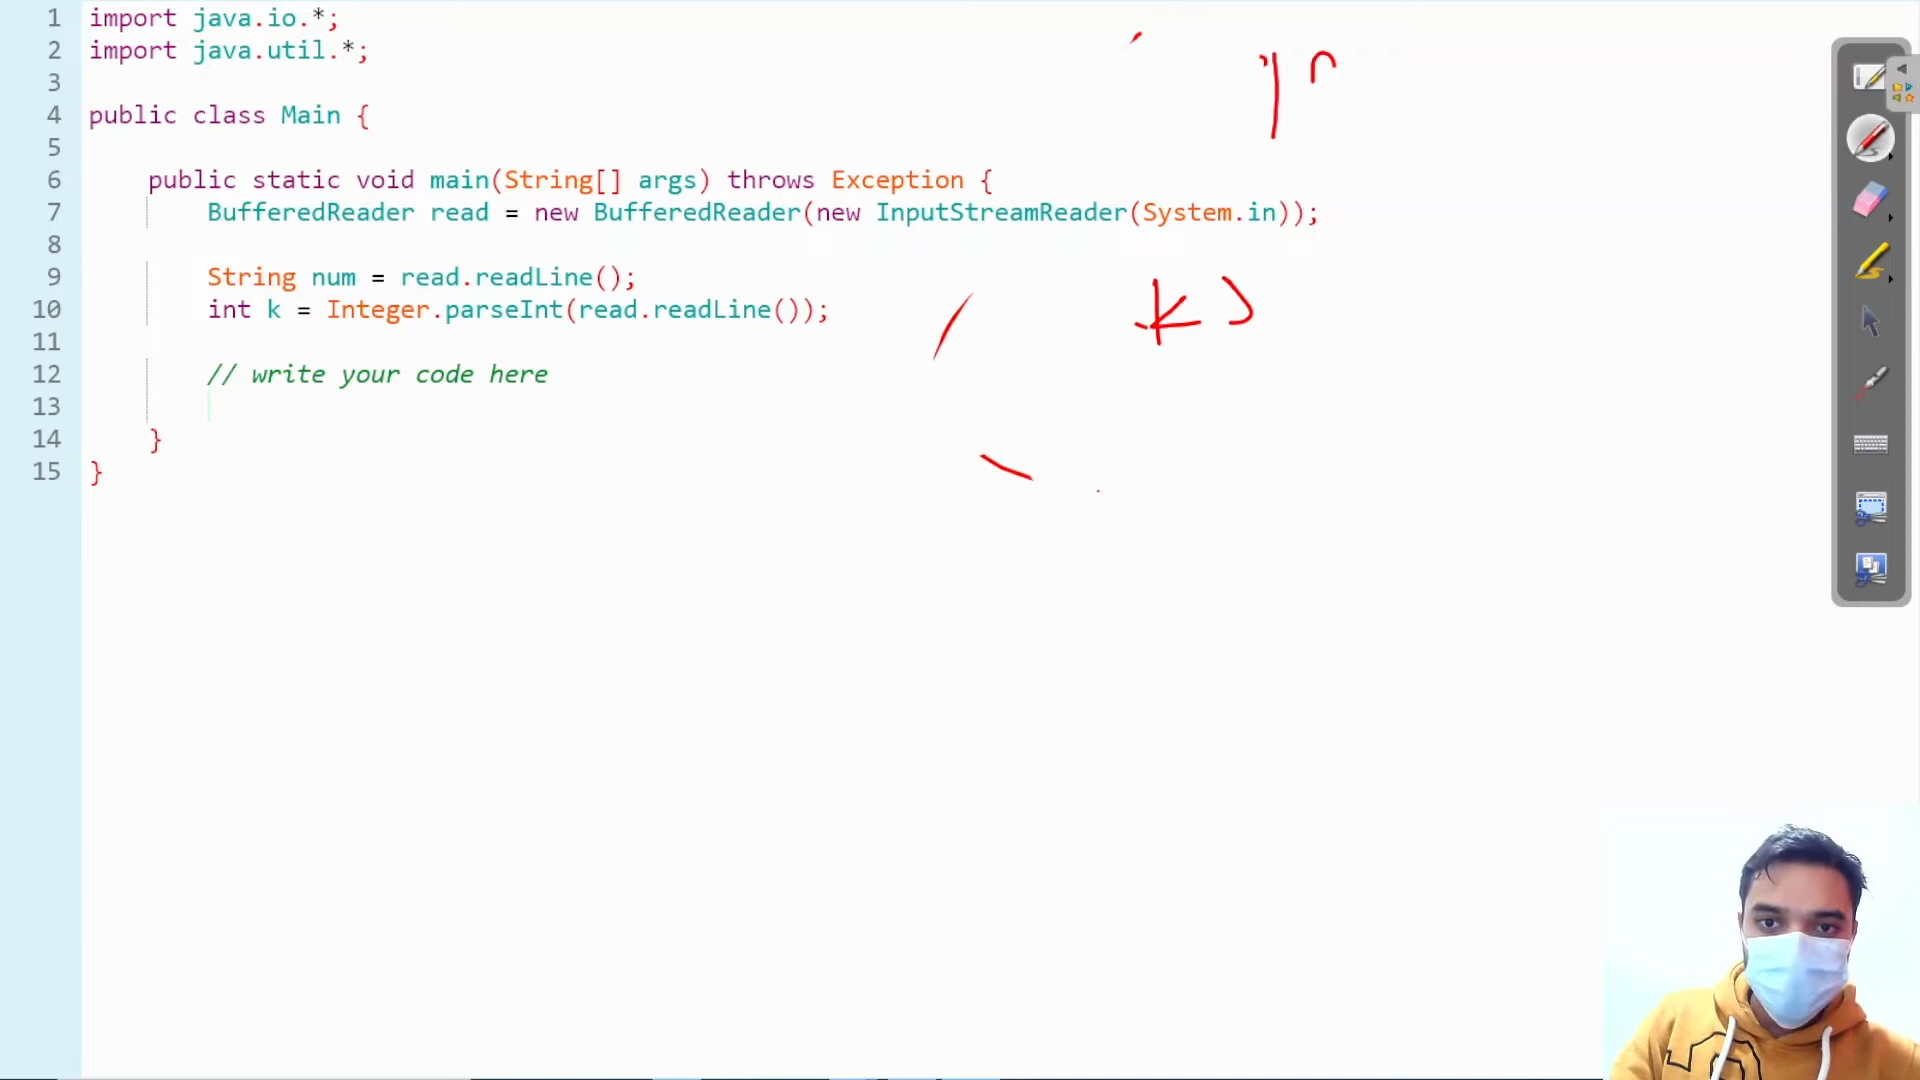 1 import java.io.*;
2 import java.util.*;
3
4 public class Main {
5
6 public static void main(String[] args) throws Exception {
7 BufferedReader read = new BufferedReader(new InputStreamReader(System.in));
8
9 String num = read.readLine();
10 int k = Integer.parseInt(read.readLine());
11
12 // write your code here
13
14 }
15 }
k